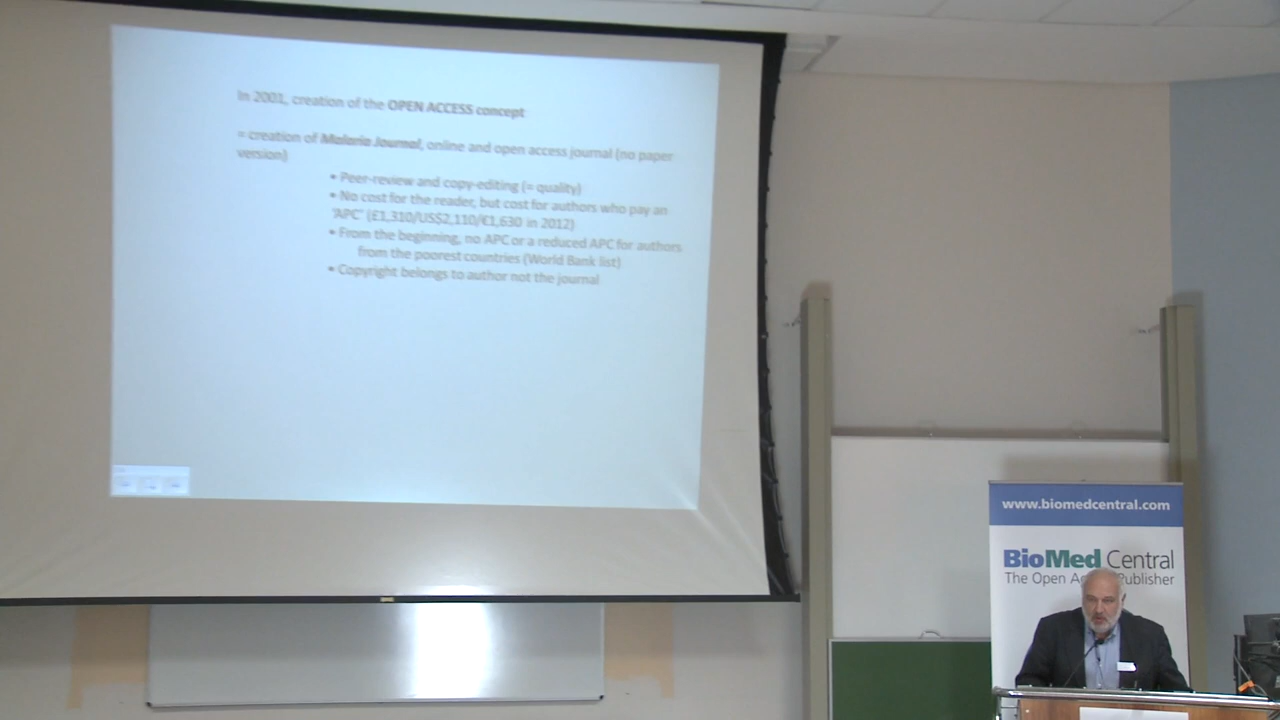 In 2001, creation of the OPEN ACCESS concept
= creation of Malaria Journal, online and open access journal (no paper
version)
• Peer-review and copy-editing (= quality)
• No cost for the reader, but cost for authors who pay an
'APC' (£1,310/US$2,110/€1,630 in 2012)
• From the beginning, no APC or a reduced APC for authors
from the poorest countries (World Bank list)
• Copyright belongs to author not the journal
www.biomedcentral.com
BioMed Central
The Open Ac Publisher